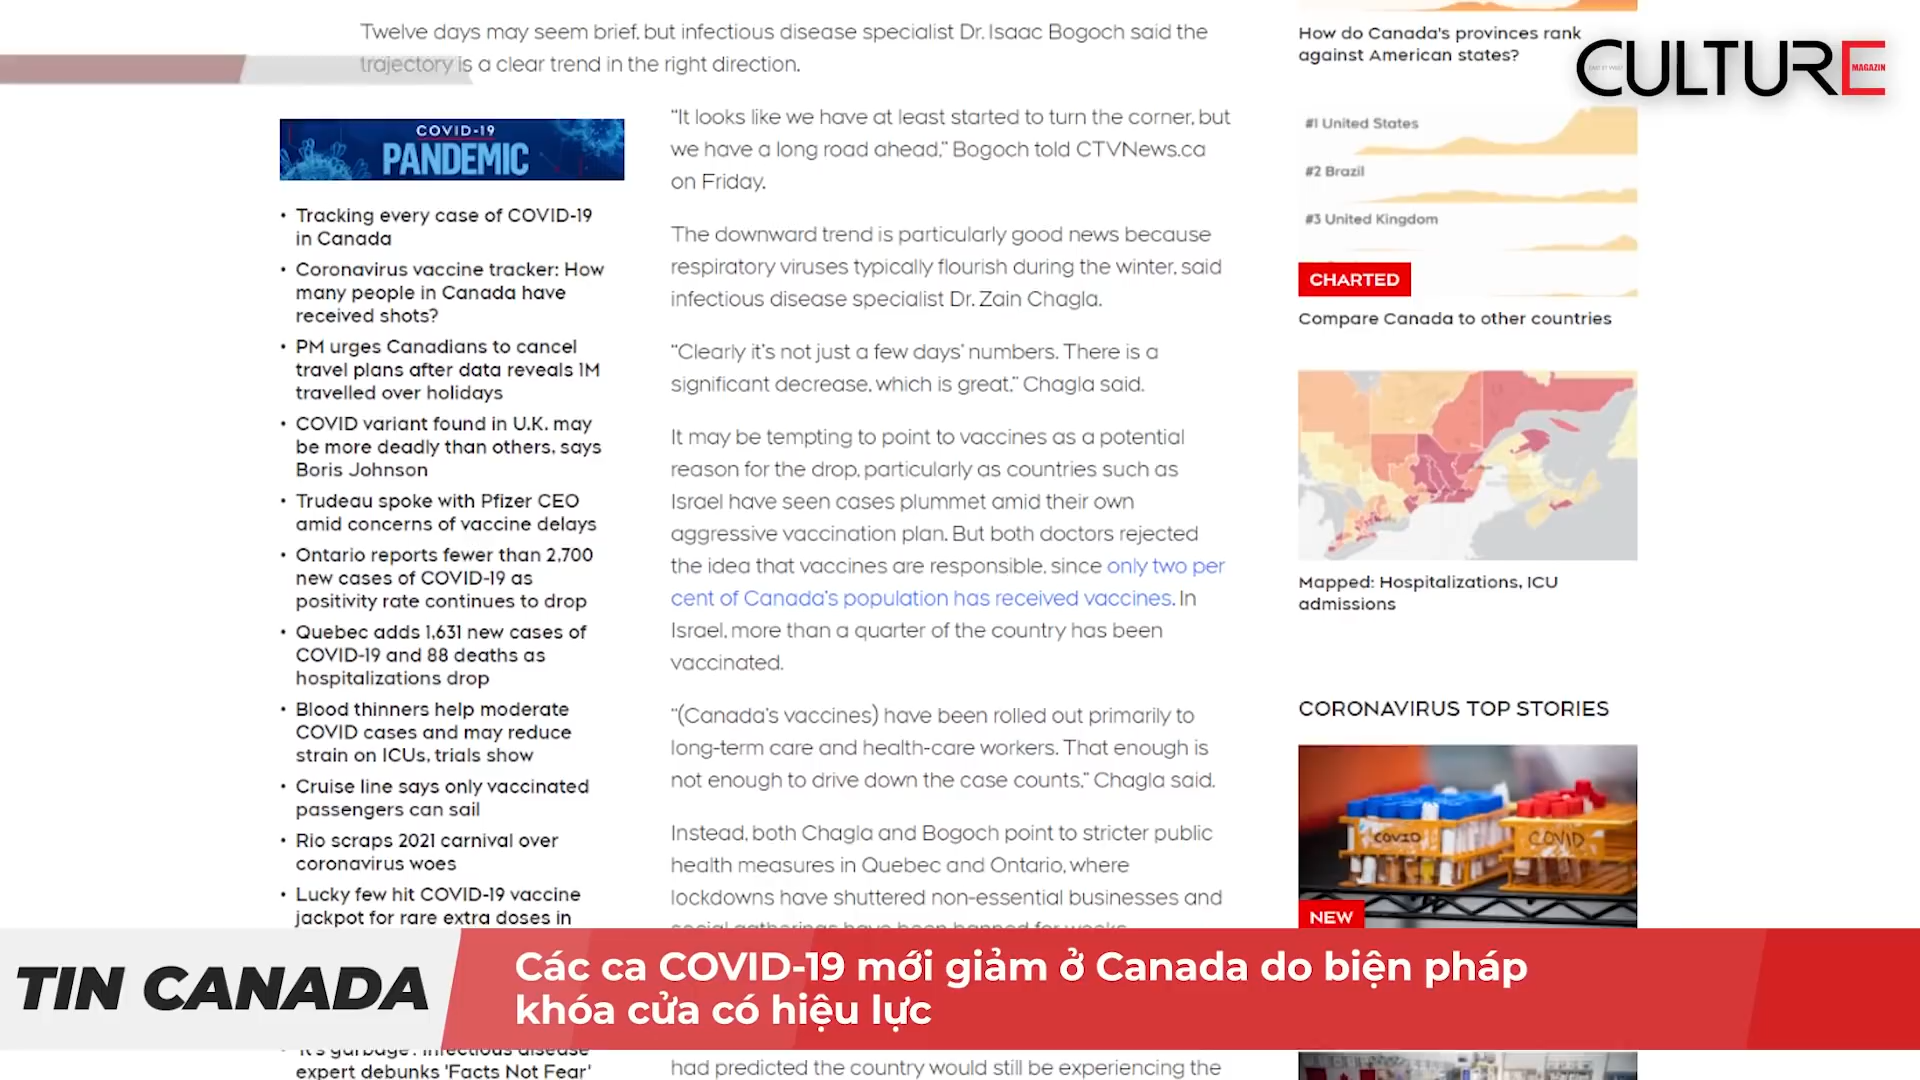 Twelve days may seem brief, but infectious disease specialist Dr. Isaac Bogoch said the
trajectory is a clear trend in the right direction.
COVID-19
PANDEMIC
• Tracking every case of COVID-19
in Canada
• Coronavirus vaccine tracker: How
many people in Canada have
received shots?
• PM urges Canadians to cancel
travel plans after data reveals 1M
travelled over holidays
• COVID variant found in U.K. may
be more deadly than others, says
Boris Johnson
• Trudeau spoke with Pfizer CEO
amid concerns of vaccine delays
• Ontario reports fewer than 2,700
new cases of COVID-19 as
positivity rate continues to drop
• Quebec adds 1,631 new cases of
COVID-19 and 88 deaths as
hospitalizations drop
• Blood thinners help moderate
COVID cases and may reduce
strain on ICUs, trials show
• Cruise line says only vaccinated
passengers can sail
• Rio scraps 2021 carnival over
coronavirus woes
• Lucky few hit COVID-19 vaccine
jackpot for rare extra doses in
• 'It's garbage': Infectious disease
expert debunks 'Facts Not Fear'
"It looks like we have at least started to turn the corner, but
we have a long road ahead," Bogoch told CTVNews.ca
on Friday.
The downward trend is particularly good news because
respiratory viruses typically flourish during the winter, said
infectious disease specialist Dr. Zain Chagla.
"Clearly it's not just a few days' numbers. There is a
significant decrease, which is great," Chagla said.
It may be tempting to point to vaccines as a potential
reason for the drop, particularly as countries such as
Israel have seen cases plummet amid their own
aggressive vaccination plan. But both doctors rejected
the idea that vaccines are responsible, since only two per
cent of Canada's population has received vaccines. In
Israel, more than a quarter of the country has been
vaccinated.
"(Canada's vaccines) have been rolled out primarily to
long-term care and health-care workers. That enough is
not enough to drive down the case counts," Chagla said.
Instead, both Chagla and Bogoch point to stricter public
health measures in Quebec and Ontario, where
lockdowns have shuttered non-essential businesses and
social gatherings have been banned for weeks.
had predicted the country would still be experiencing the
How do Canada's provinces rank
against American states?
CULTURE
MAGAZIN
#1 United States
#2 Brazil
#3 United Kingdom
CHARTED
Compare Canada to other countries
Mapped: Hospitalizations, ICU
admissions
CORONAVIRUS TOP STORIES
COVID
COVID
NEW
TIN CANADA
Các ca COVID-19 mới giảm ở Canada do biện pháp
khóa cửa có hiệu lực